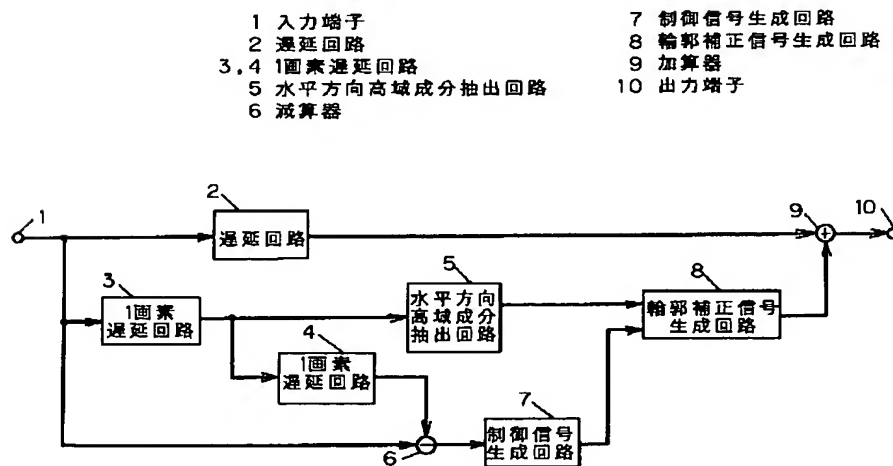 1 入力端子
2 遅延回路
3,4 1画素遅延回路
5 水平方向高域成分抽出回路
6 減算器
7 制御信号生成回路
8 輪郭補正信号生成回路
9 加算器
10 出力端子
1
2
遅延回路
9
10
3
1画素
遅延回路
4
1画素
遅延回路
5
水平方向
高域成分
抽出回路
8
輪郭補正信号
生成回路
6
7
制御信号
生成回路